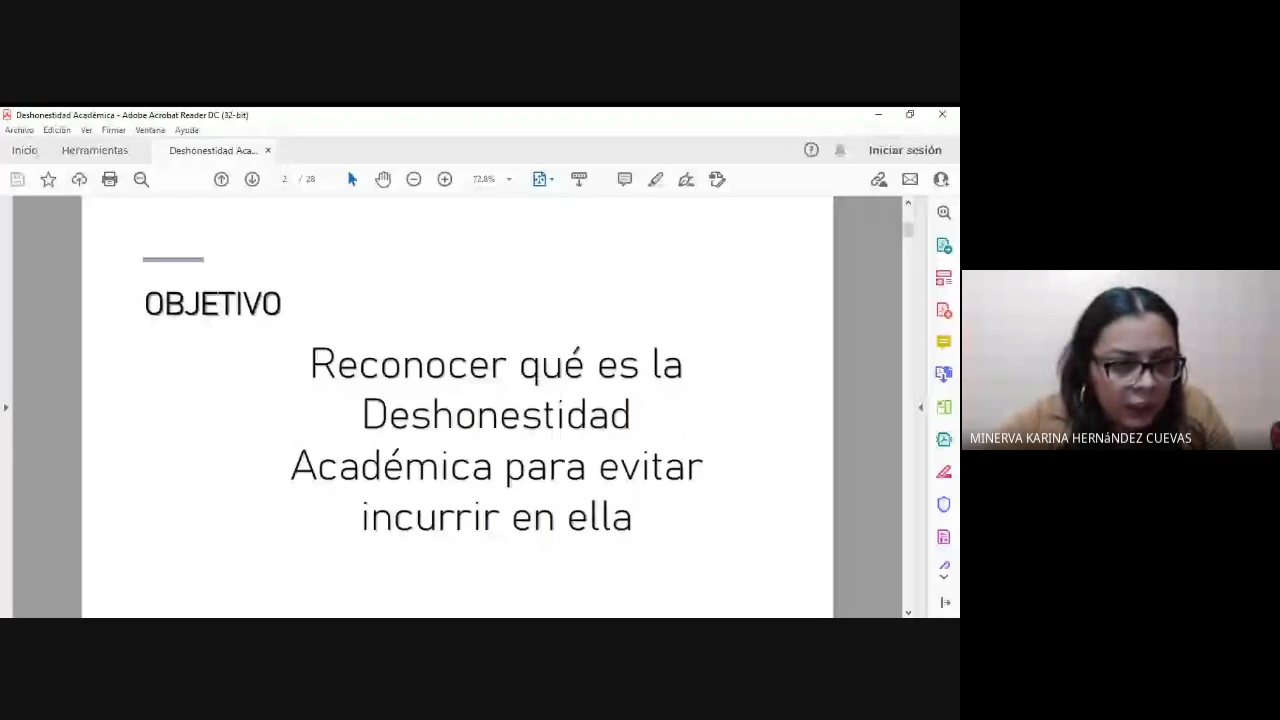 Deshonestidad Académica - Adobe Acrobat Reader DC (32-bit)
Archivo Edición Ver Firmar Ventana Ayuda
Inicio Herramientas Deshonestidad Aca... × Iniciar sesión
2 / 28 72,8%
OBJETIVO
Reconocer qué es la
Deshonestidad
Académica para evitar
incurrir en ella
MINERVA KARINA HERNáNDEZ CUEVAS